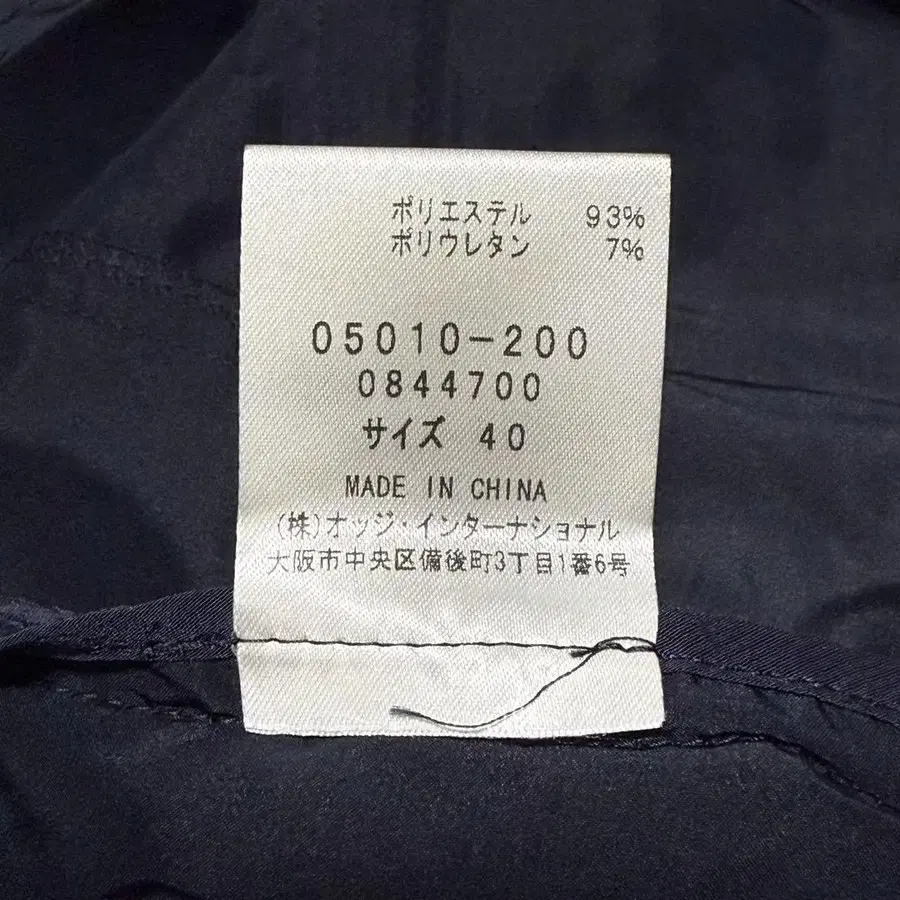 ポリエステル 93%
ポリウレタン 7%
05010-200
0844700
サイズ 40
MADE IN CHINA
(株)オッジ・インターナショナル
大阪市中央区備後町3丁目1番6号